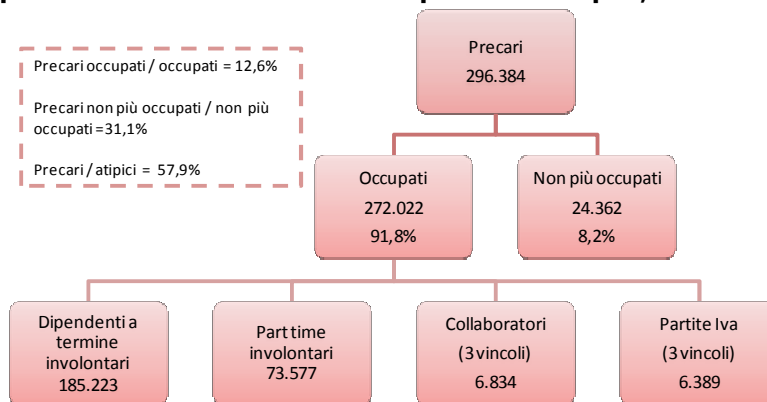 Precari occupati / occupati = 12,6%
Precari non più occupati / non più
occupati =31,1%
Precari / atipici = 57,9%
Precari
296.384
Occupati
272.022
91,8%
Non più occupati
24.362
8,2%
Dipendenti a
termine
involontari
185.223
Part time
involontari
73.577
Collaboratori
(3 vincoli)
6.834
Partite Iva
(3 vincoli)
6.389